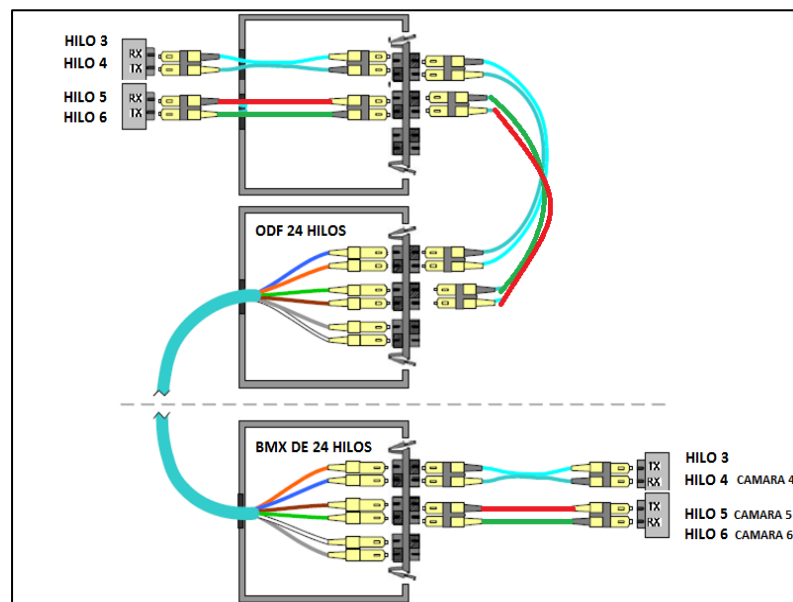 HILO 3
HILO 4
RX
TX
HILO 5
HILO 6
RX
TX
ODF 24 HILOS
BMX DE 24 HILOS
TX
RX
HILO 3
HILO 4 CAMARA 4
TX
RX
HILO 5 CAMARA 5
HILO 6 CAMARA 6